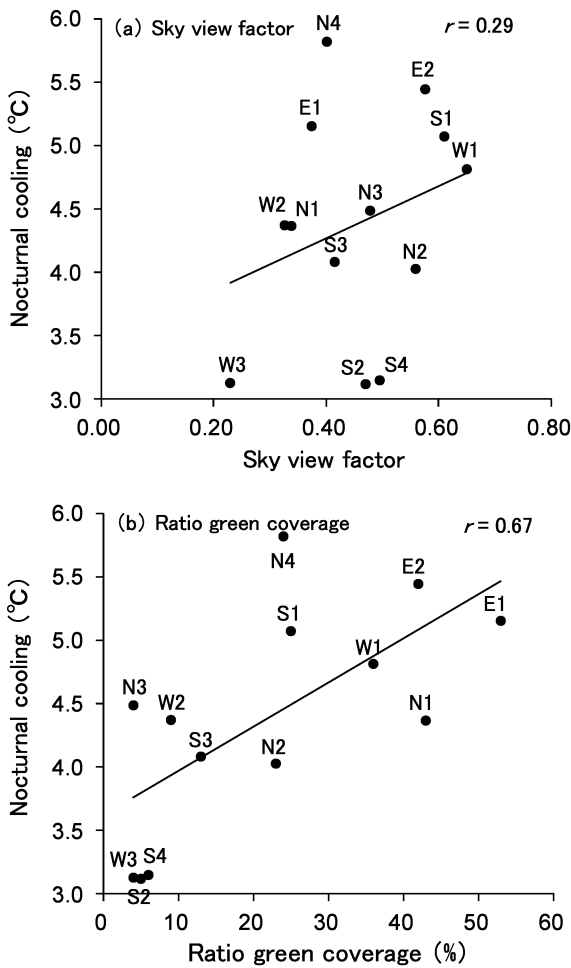 6.0
(a) Sky view factor
N4
r = 0.29
5.5
E2
E1
S1
5.0
W1
Nocturnal cooling (℃)
4.5
W2
N1
N3
S3
N2
4.0
3.5
W3
S2
S4
3.0
0.00
0.20
0.40
0.60
0.80
Sky view factor
6.0
(b) Ratio green coverage
r = 0.67
N4
5.5
E2
E1
S1
5.0
W1
Nocturnal cooling (℃)
4.5
N3
W2
N1
S3
N2
4.0
3.5
W3
S4
S2
3.0
0
10
20
30
40
50
60
Ratio green coverage (%)